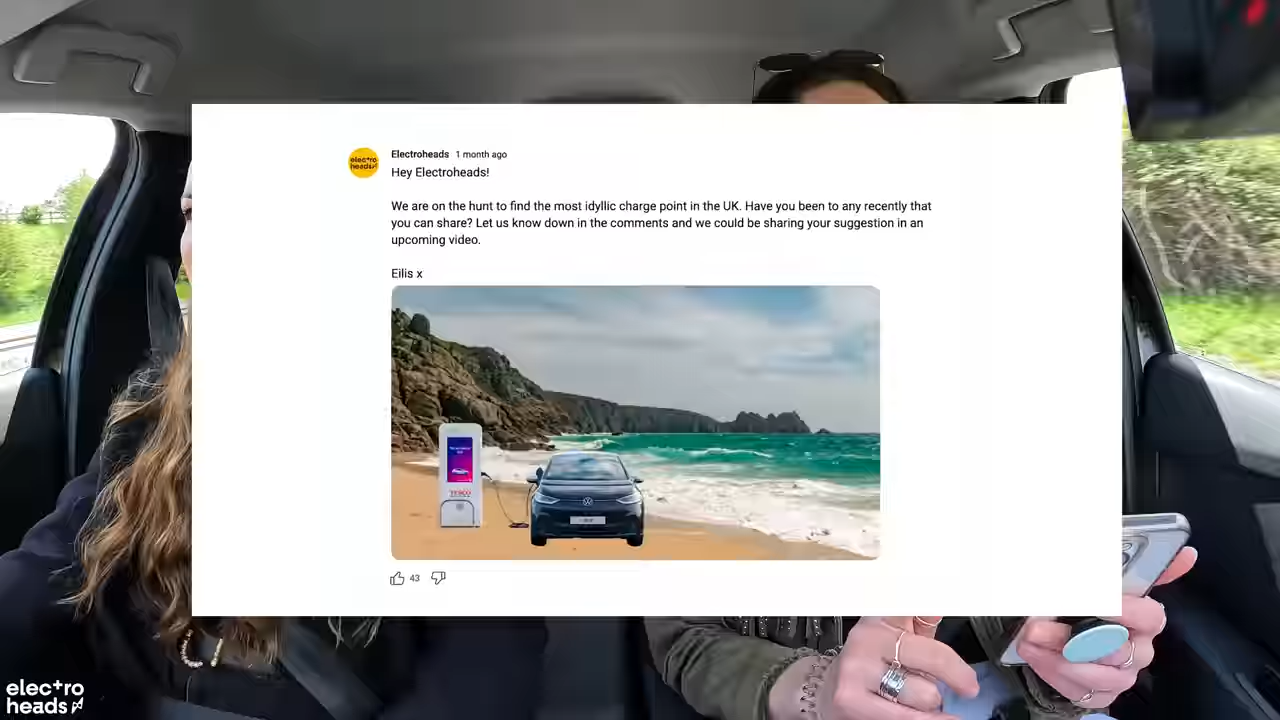 Electroheads 1 month ago
Hey Electroheads!
We are on the hunt to find the most idyllic charge point in the UK. Have you been to any recently that
you can share? Let us know down in the comments and we could be sharing your suggestion in an
upcoming video.
Eilis x
TESCO
43
elec+ro
heads